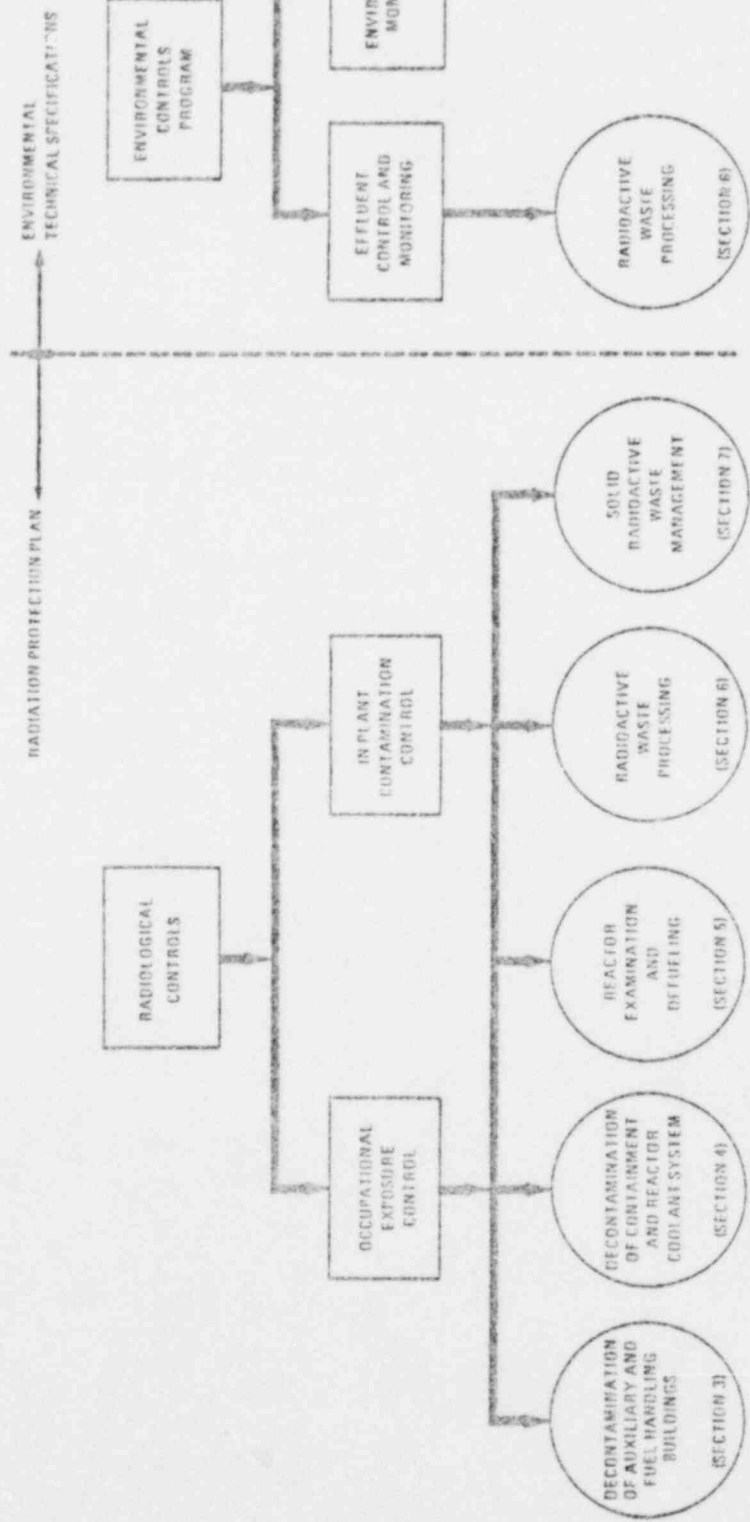 RADIATION PROTECTION PLAN
ENVIRONMENTAL
TECHNICAL SPECIFICATIONS
RADIOLOGICAL
CONTROLS
ENVIRONMENTAL
CONTROLS
PROGRAM
OCCUPATIONAL
EXPOSURE
CONTROL
IN PLANT
CONTAMINATION
CONTROL
EFFLUENT
CONTROL AND
MONITORING
DECONTAMINATION
OF AUXILIARY AND
FUEL HANDLING
BUILDINGS
(SECTION 3)
DECONTAMINATION
OF CONTAINMENT
AND REACTOR
COOLANT SYSTEM
(SECTION 4)
REACTOR
EXAMINATION
AND
DEFUELING
(SECTION 5)
RADIOACTIVE
WASTE
PROCESSING
(SECTION 6)
SOLID
RADIOACTIVE
WASTE
MANAGEMENT
(SECTION 7)
RADIOACTIVE
WASTE
PROCESSING
(SECTION 6)